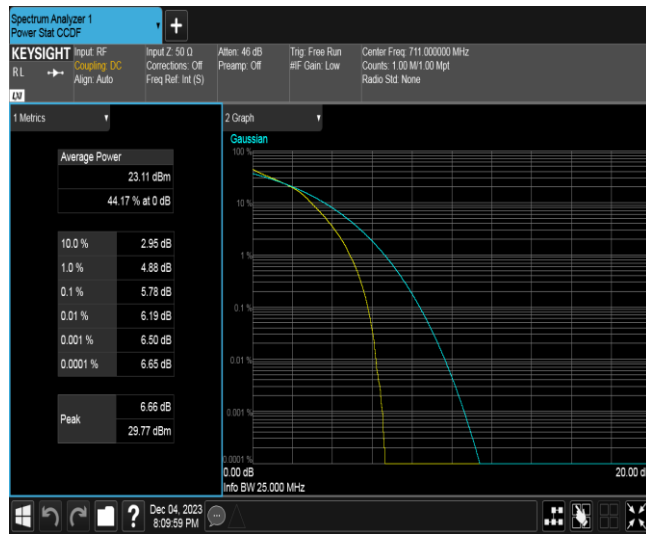 Spectrum Analyzer 1
Power Stat CCDF
+
KEYSIGHT
RL
LXI
Input: RF
Coupling: DC
Align: Auto
Input Z: 50 Ω
Corrections: Off
Freq Ref: Int (S)
Atten: 46 dB
Preamp: Off
Trig: Free Run
#IF Gain: Low
Center Freq: 711.000000 MHz
Counts: 1.00 M/1.00 Mpt
Radio Std: None
1 Metrics
Average Power
23.11 dBm
44.17 % at 0 dB
10.0 % 2.95 dB
1.0 % 4.88 dB
0.1 % 5.78 dB
0.01 % 6.19 dB
0.001 % 6.50 dB
0.0001 % 6.65 dB
Peak
6.66 dB
29.77 dBm
2 Graph
Gaussian
100 %
10 %
1 %
0.1 %
0.01 %
0.001 %
0.0001 %
0.00 dB
20.00 d
Info BW 25.000 MHz
?
Dec 04, 2023
8:09:59 PM